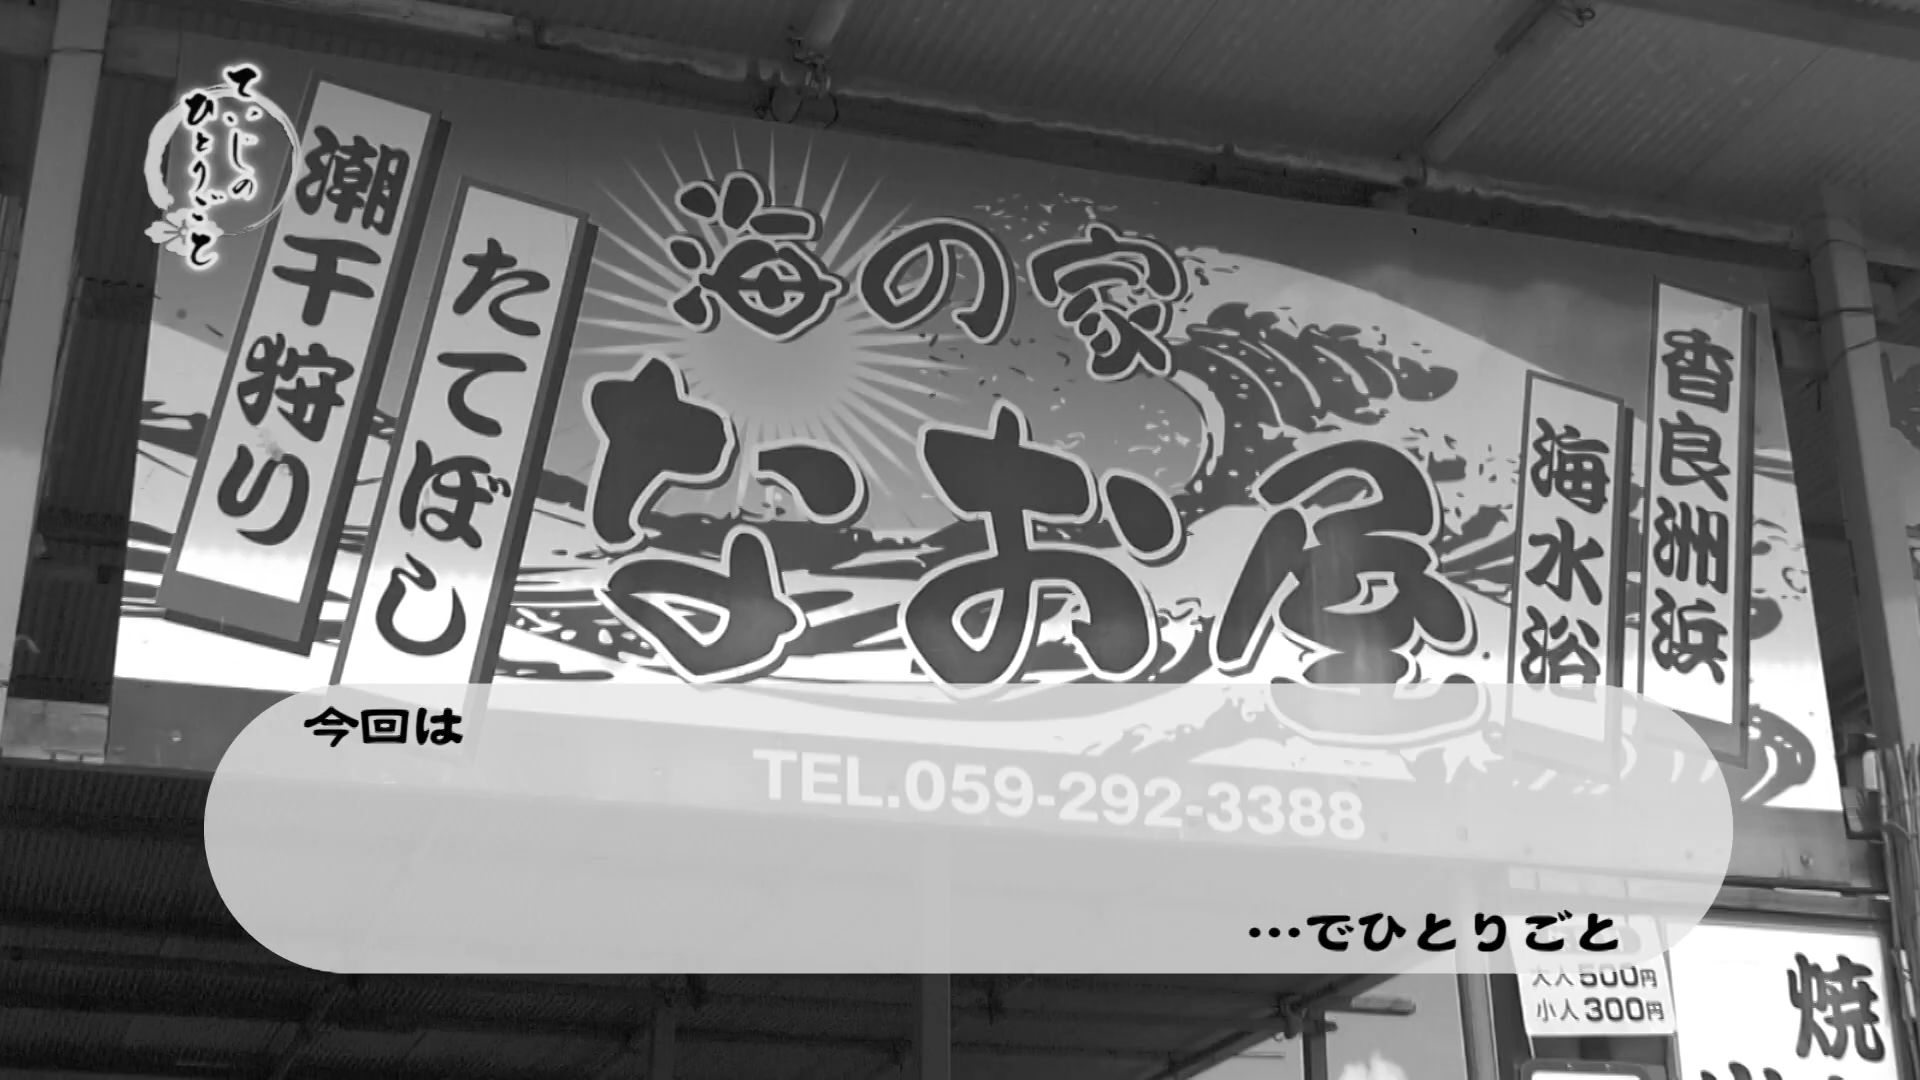 ていじの
ひとりごと
潮干狩り
たてぼし
海の家
なお屋
海水浴
香良洲浜
今回は
TEL.059-292-3388
…でひとりごと
大人500円
小人300円
焼